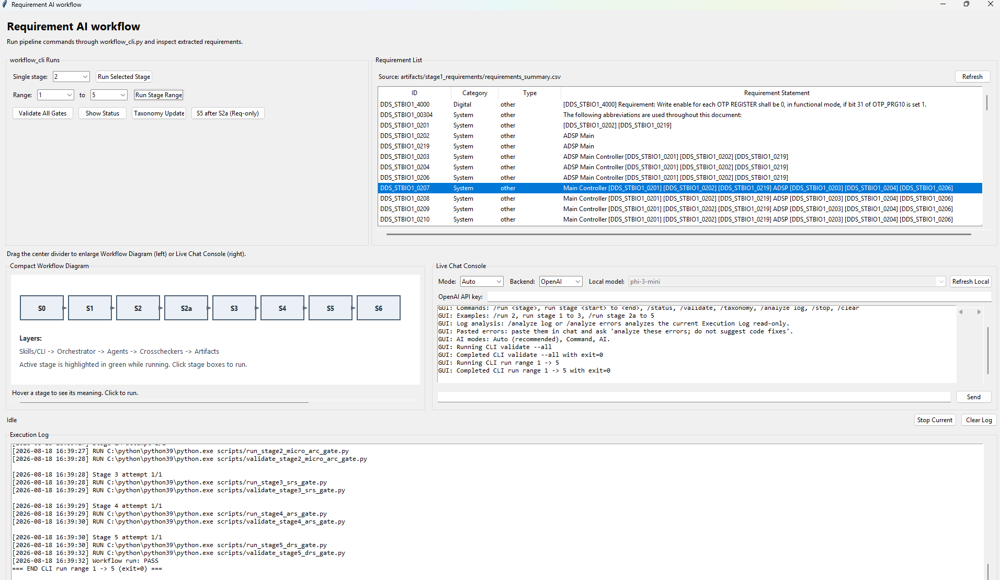 Requirement AI workflow
Requirement AI workflow
Run pipeline commands through workflow_cli.py and inspect extracted requirements.
workflow_cli Runs
Single stage: 2 Run Selected Stage
Range: 1 to 5 Run Stage Range
Validate All Gates Show Status Taxonomy Update S5 after S2a (Req-only)
Requirement List
Source: artifacts/stage1_requirements/requirements_summary.csv Refresh
ID Category Type Requirement Statement
DDS_STBIO1_4000 Digital other [DDS_STBIO1_4000] Requirement: Write enable for each OTP REGISTER shall be 0, in functional mode, if bit 31 of OTP_PRG10 is set 1.
DDS_STBIO1_00304 System other The following abbreviations are used throughout this document:
DDS_STBIO1_0201 System other [DDS_STBIO1_0202] [DDS_STBIO1_0219]
DDS_STBIO1_0202 System other ADSP Main
DDS_STBIO1_0219 System other ADSP Main
DDS_STBIO1_0203 System other ADSP Main Controller [DDS_STBIO1_0201] [DDS_STBIO1_0202] [DDS_STBIO1_0219]
DDS_STBIO1_0204 System other ADSP Main Controller [DDS_STBIO1_0201] [DDS_STBIO1_0202] [DDS_STBIO1_0219]
DDS_STBIO1_0206 System other ADSP Main Controller [DDS_STBIO1_0201] [DDS_STBIO1_0202] [DDS_STBIO1_0219]
DDS_STBIO1_0207 System other Main Controller [DDS_STBIO1_0201] [DDS_STBIO1_0202] [DDS_STBIO1_0219] ADSP [DDS_STBIO1_0203] [DDS_STBIO1_0204] [DDS_STBIO1_0206]
DDS_STBIO1_0208 System other Main Controller [DDS_STBIO1_0201] [DDS_STBIO1_0202] [DDS_STBIO1_0219] ADSP [DDS_STBIO1_0203] [DDS_STBIO1_0204] [DDS_STBIO1_0206]
DDS_STBIO1_0209 System other Main Controller [DDS_STBIO1_0201] [DDS_STBIO1_0202] [DDS_STBIO1_0219] ADSP [DDS_STBIO1_0203] [DDS_STBIO1_0204] [DDS_STBIO1_0206]
DDS_STBIO1_0210 System other Main Controller [DDS_STBIO1_0201] [DDS_STBIO1_0202] [DDS_STBIO1_0219] ADSP [DDS_STBIO1_0203] [DDS_STBIO1_0204] [DDS_STBIO1_0206]
Drag the center divider to enlarge Workflow Diagram (left) or Live Chat Console (right).
Compact Workflow Diagram
S0 S1 S2 S2a S3 S4 S5 S6
Layers:
Skills/CLI -> Orchestrator -> Agents -> Crosscheckers -> Artifacts
Active stage is highlighted in green while running. Click stage boxes to run.
Hover a stage to see its meaning. Click to run.
Live Chat Console
Mode: Auto Backend: OpenAI Local model: phi-3-mini Refresh Local
OpenAI API key:
GUI: Commands: /run <stage>, run stage <start> to <end>, /status, /validate, /taxonomy, /analyze log, /stop, /clear
GUI: Examples: /run 2, run stage 1 to 3, /run stage 2a to 5
GUI: Log analysis: /analyze log or /analyze errors analyzes the current Execution Log read-only.
GUI: Pasted errors: paste them in chat and ask 'analyze these errors; do not suggest code fixes'.
GUI: AI modes: Auto (recommended), Command, AI.
GUI: Running CLI validate --all
GUI: Completed CLI validate --all with exit=0
GUI: Running CLI run range 1 -> 5
GUI: Completed CLI run range 1 -> 5 with exit=0
Send
Idle Stop Current Clear Log
Execution Log
[2026-08-18 16:39:27] RUN C:\python\python39\python.exe scripts/run_stage2_micro_arc_gate.py
[2026-08-18 16:39:28] RUN C:\python\python39\python.exe scripts/validate_stage2_micro_arc_gate.py
[2026-08-18 16:39:28] Stage 3 attempt 1/1
[2026-08-18 16:39:28] RUN C:\python\python39\python.exe scripts/run_stage3_srs_gate.py
[2026-08-18 16:39:29] RUN C:\python\python39\python.exe scripts/validate_stage3_srs_gate.py
[2026-08-18 16:39:29] Stage 4 attempt 1/1
[2026-08-18 16:39:29] RUN C:\python\python39\python.exe scripts/run_stage4_ars_gate.py
[2026-08-18 16:39:30] RUN C:\python\python39\python.exe scripts/validate_stage4_ars_gate.py
[2026-08-18 16:39:30] Stage 5 attempt 1/1
[2026-08-18 16:39:30] RUN C:\python\python39\python.exe scripts/run_stage5_drs_gate.py
[2026-08-18 16:39:32] RUN C:\python\python39\python.exe scripts/validate_stage5_drs_gate.py
[2026-08-18 16:39:32] Workflow run: PASS
=== END CLI run range 1 -> 5 (exit=0) ===